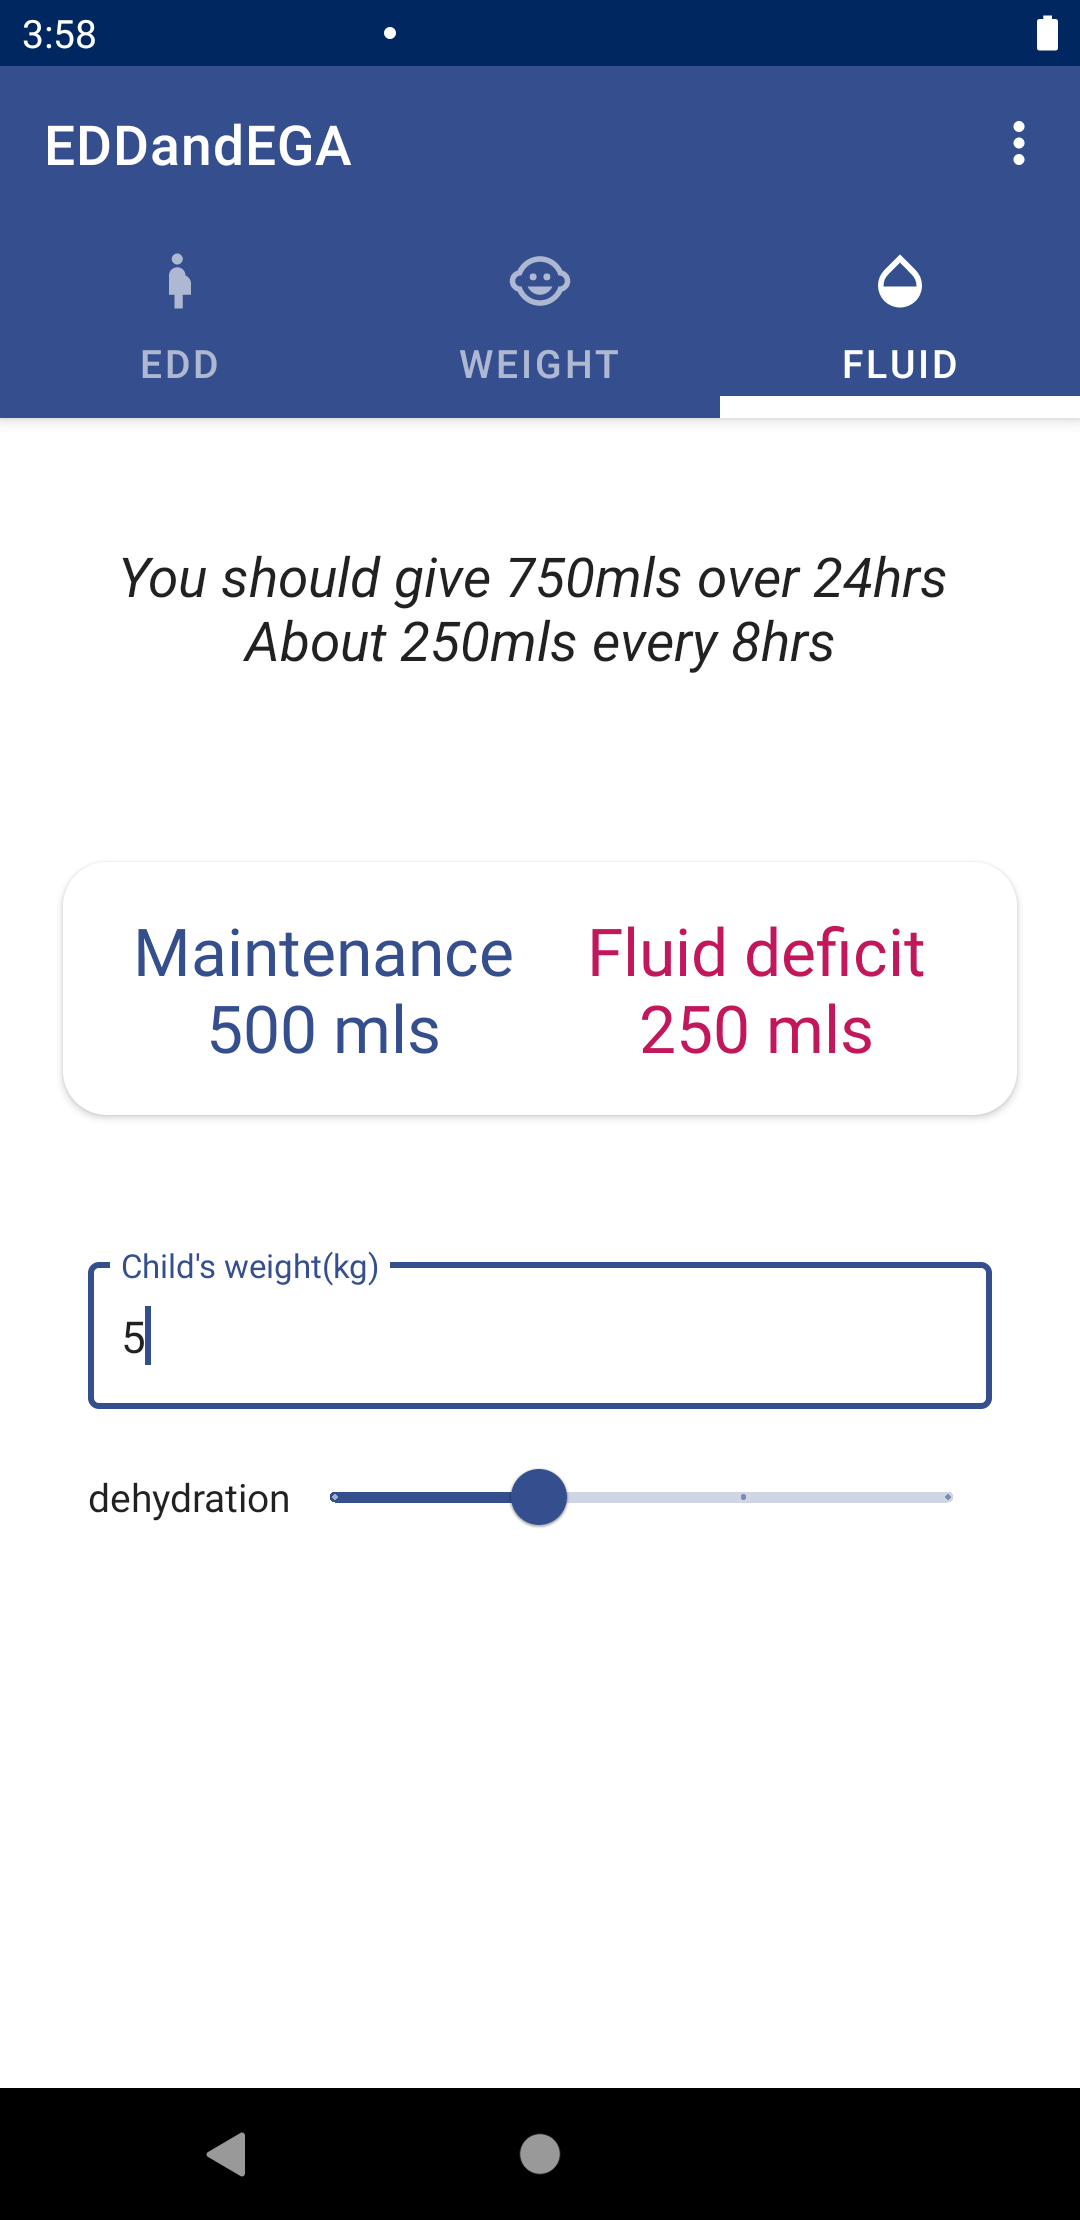 3:58
EDDandEGA
EDD
WEIGHT
FLUID
You should give 750mls over 24hrs
About 250mls every 8hrs
Maintenance
500 mls
Fluid deficit
250 mls
Child's weight(kg)
5
dehydration